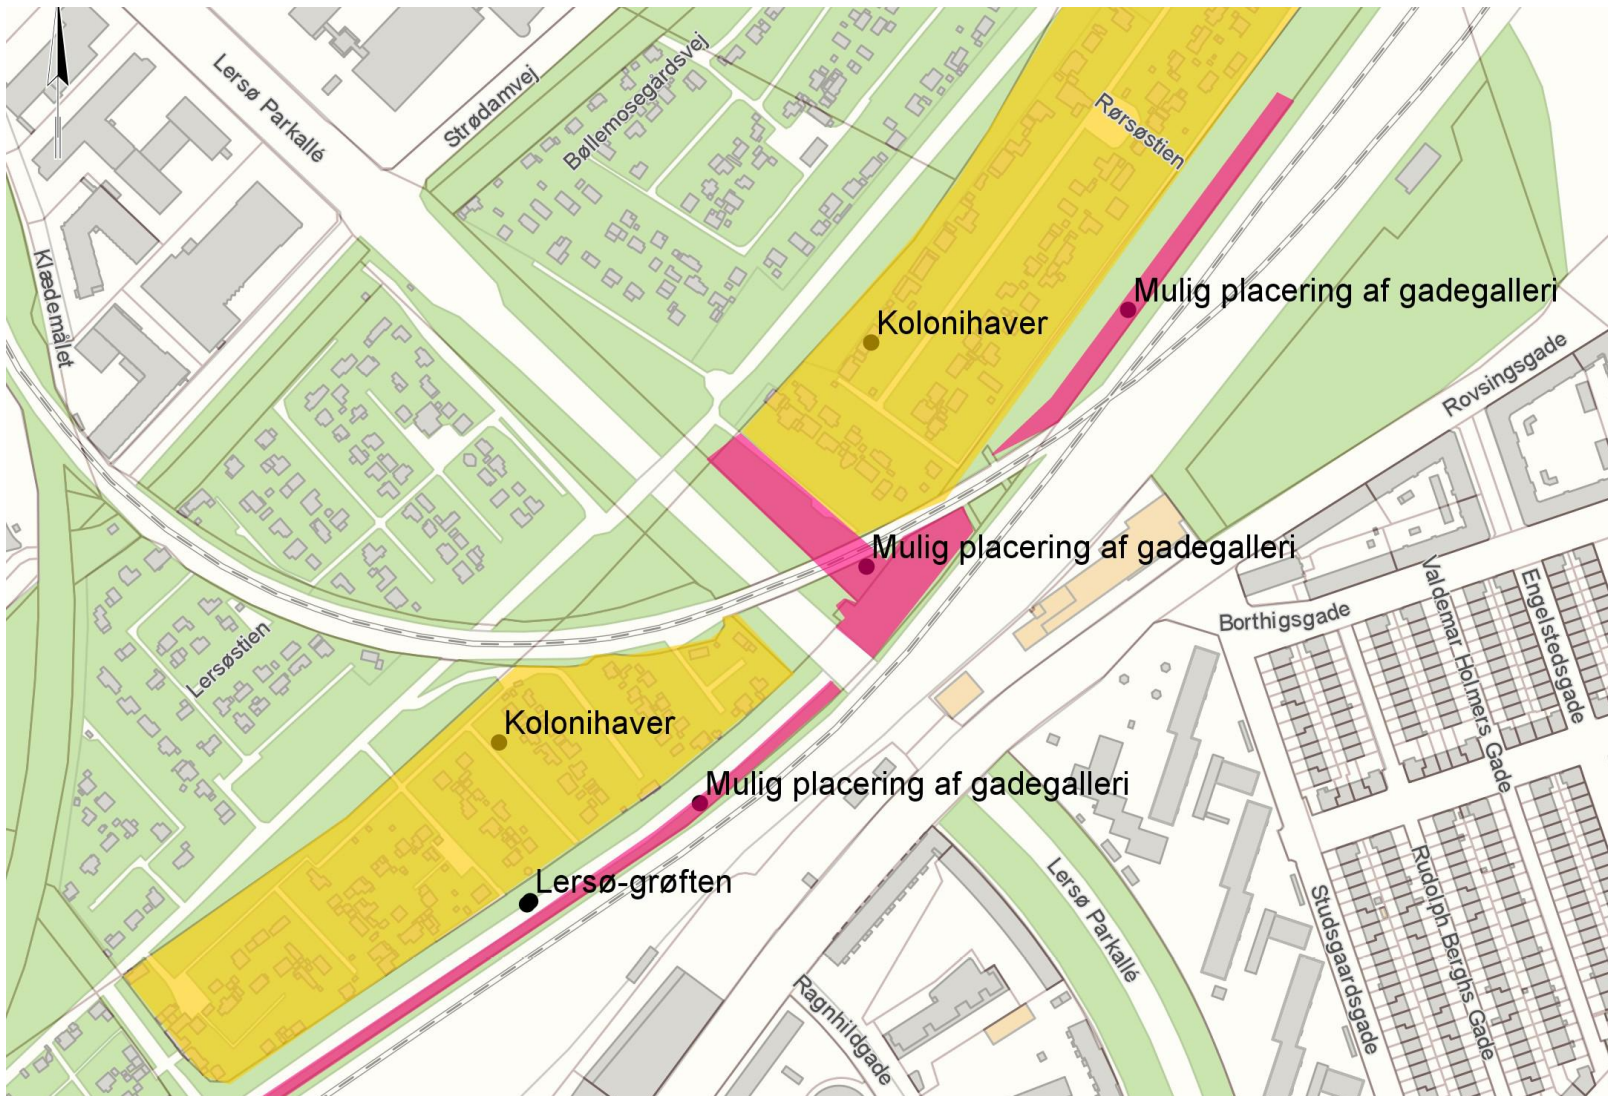 Lersø Parkallé
Strødamvej
Bøllemosegårdsvej
Rørsøstien
Klædemålet
Mulig placering af gadegalleri
Kolonihaver
Rovsingsgade
Mulig placering af gadegalleri
Borthigsgade
Valdemar Holmers Gade
Engelstedsgade
Lersøstien
Kolonihaver
Mulig placering af gadegalleri
Lersø-grøften
Lersø Parkallé
Rudolph Berghs Gade
Studsgaardsgade
Ragnhildgade